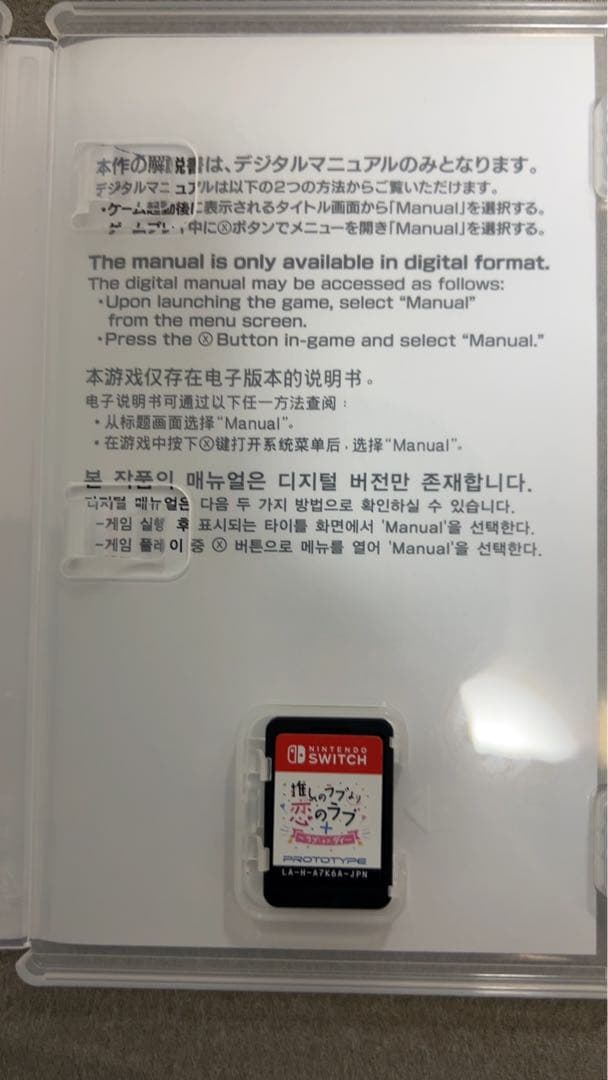 本作の解説書は、デジタルマニュアルのみとなります。
デジタルマニュアルは以下の2つの方法からご覧いただけます。
・ゲーム起動後に表示されるタイトル画面から「Manual」を選択する。
・ゲームプレイ中にⓧボタンでメニューを開き「Manual」を選択する。
The manual is only available in digital format.
The digital manual may be accessed as follows:
・Upon launching the game, select “Manual”
from the menu screen.
・Press the ⓧ Button in-game and select “Manual.”
本游戏仅存在电子版本的说明书。
电子说明书可通过以下任一方法查阅：
・从标题画面选择“Manual”。
・在游戏中按下ⓧ键打开系统菜单后，选择“Manual”。
본 작품의 매뉴얼은 디지털 버전만 존재합니다.
디지털 매뉴얼은 다음 두 가지 방법으로 확인하실 수 있습니다.
-게임 실행 후 표시되는 타이틀 화면에서 'Manual'을 선택한다.
-게임 플레이 중 ⓧ 버튼으로 메뉴를 열어 'Manual'을 선택한다.
NINTENDO
SWITCH
推しのラブより
恋のラブ
+
PROTOTYPE
LA-H-A7K6A-JPN